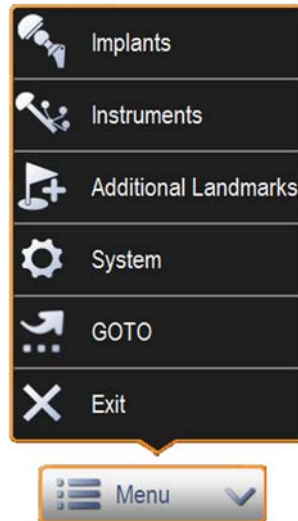 Implants
Instruments
Additional Landmarks
System
GOTO
Exit
Menu